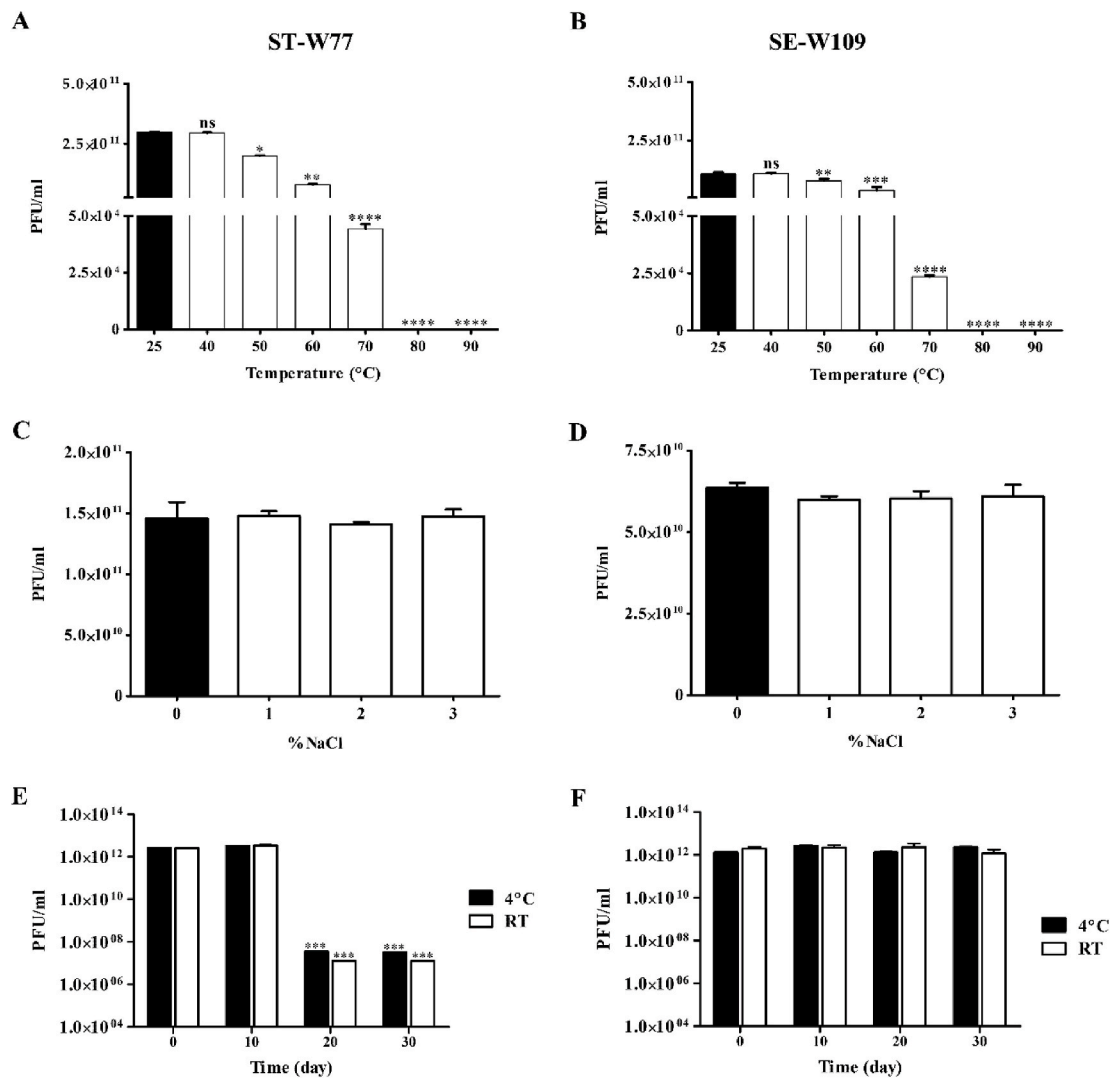 A
ST-W77
5.0×10¹¹
2.5×10¹¹
5.0×10⁴
2.5×10⁴
0
PFU/ml
ns
*
**
****
****
****
25 40 50 60 70 80 90
Temperature (°C)
B
SE-W109
5.0×10¹¹
2.5×10¹¹
5.0×10⁴
2.5×10⁴
0
PFU/ml
ns
**
***
****
****
****
25 40 50 60 70 80 90
Temperature (°C)
C
2.0×10¹¹
1.5×10¹¹
1.0×10¹¹
5.0×10¹⁰
0
PFU/ml
0 1 2 3
%NaCl
D
7.5×10¹⁰
5.0×10¹⁰
2.5×10¹⁰
0
PFU/ml
0 1 2 3
%NaCl
E
1.0×10¹⁴
1.0×10¹²
1.0×10¹⁰
1.0×10⁰⁸
1.0×10⁰⁶
1.0×10⁰⁴
PFU/ml
*** *** *** ***
0 10 20 30
Time (day)
4°C
RT
F
1.0×10¹⁴
1.0×10¹²
1.0×10¹⁰
1.0×10⁰⁸
1.0×10⁰⁶
1.0×10⁰⁴
PFU/ml
0 10 20 30
Time (day)
4°C
RT